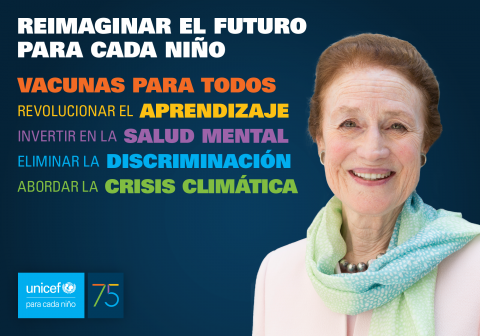 REIMAGINAR EL FUTURO
PARA CADA NIÑO
VACUNAS PARA TODOS
REVOLUCIONAR EL APRENDIZAJE
INVERTIR EN LA SALUD MENTAL
ELIMINAR LA DISCRIMINACIÓN
ABORDAR LA CRISIS CLIMÁTICA
unicef
para cada niño
75